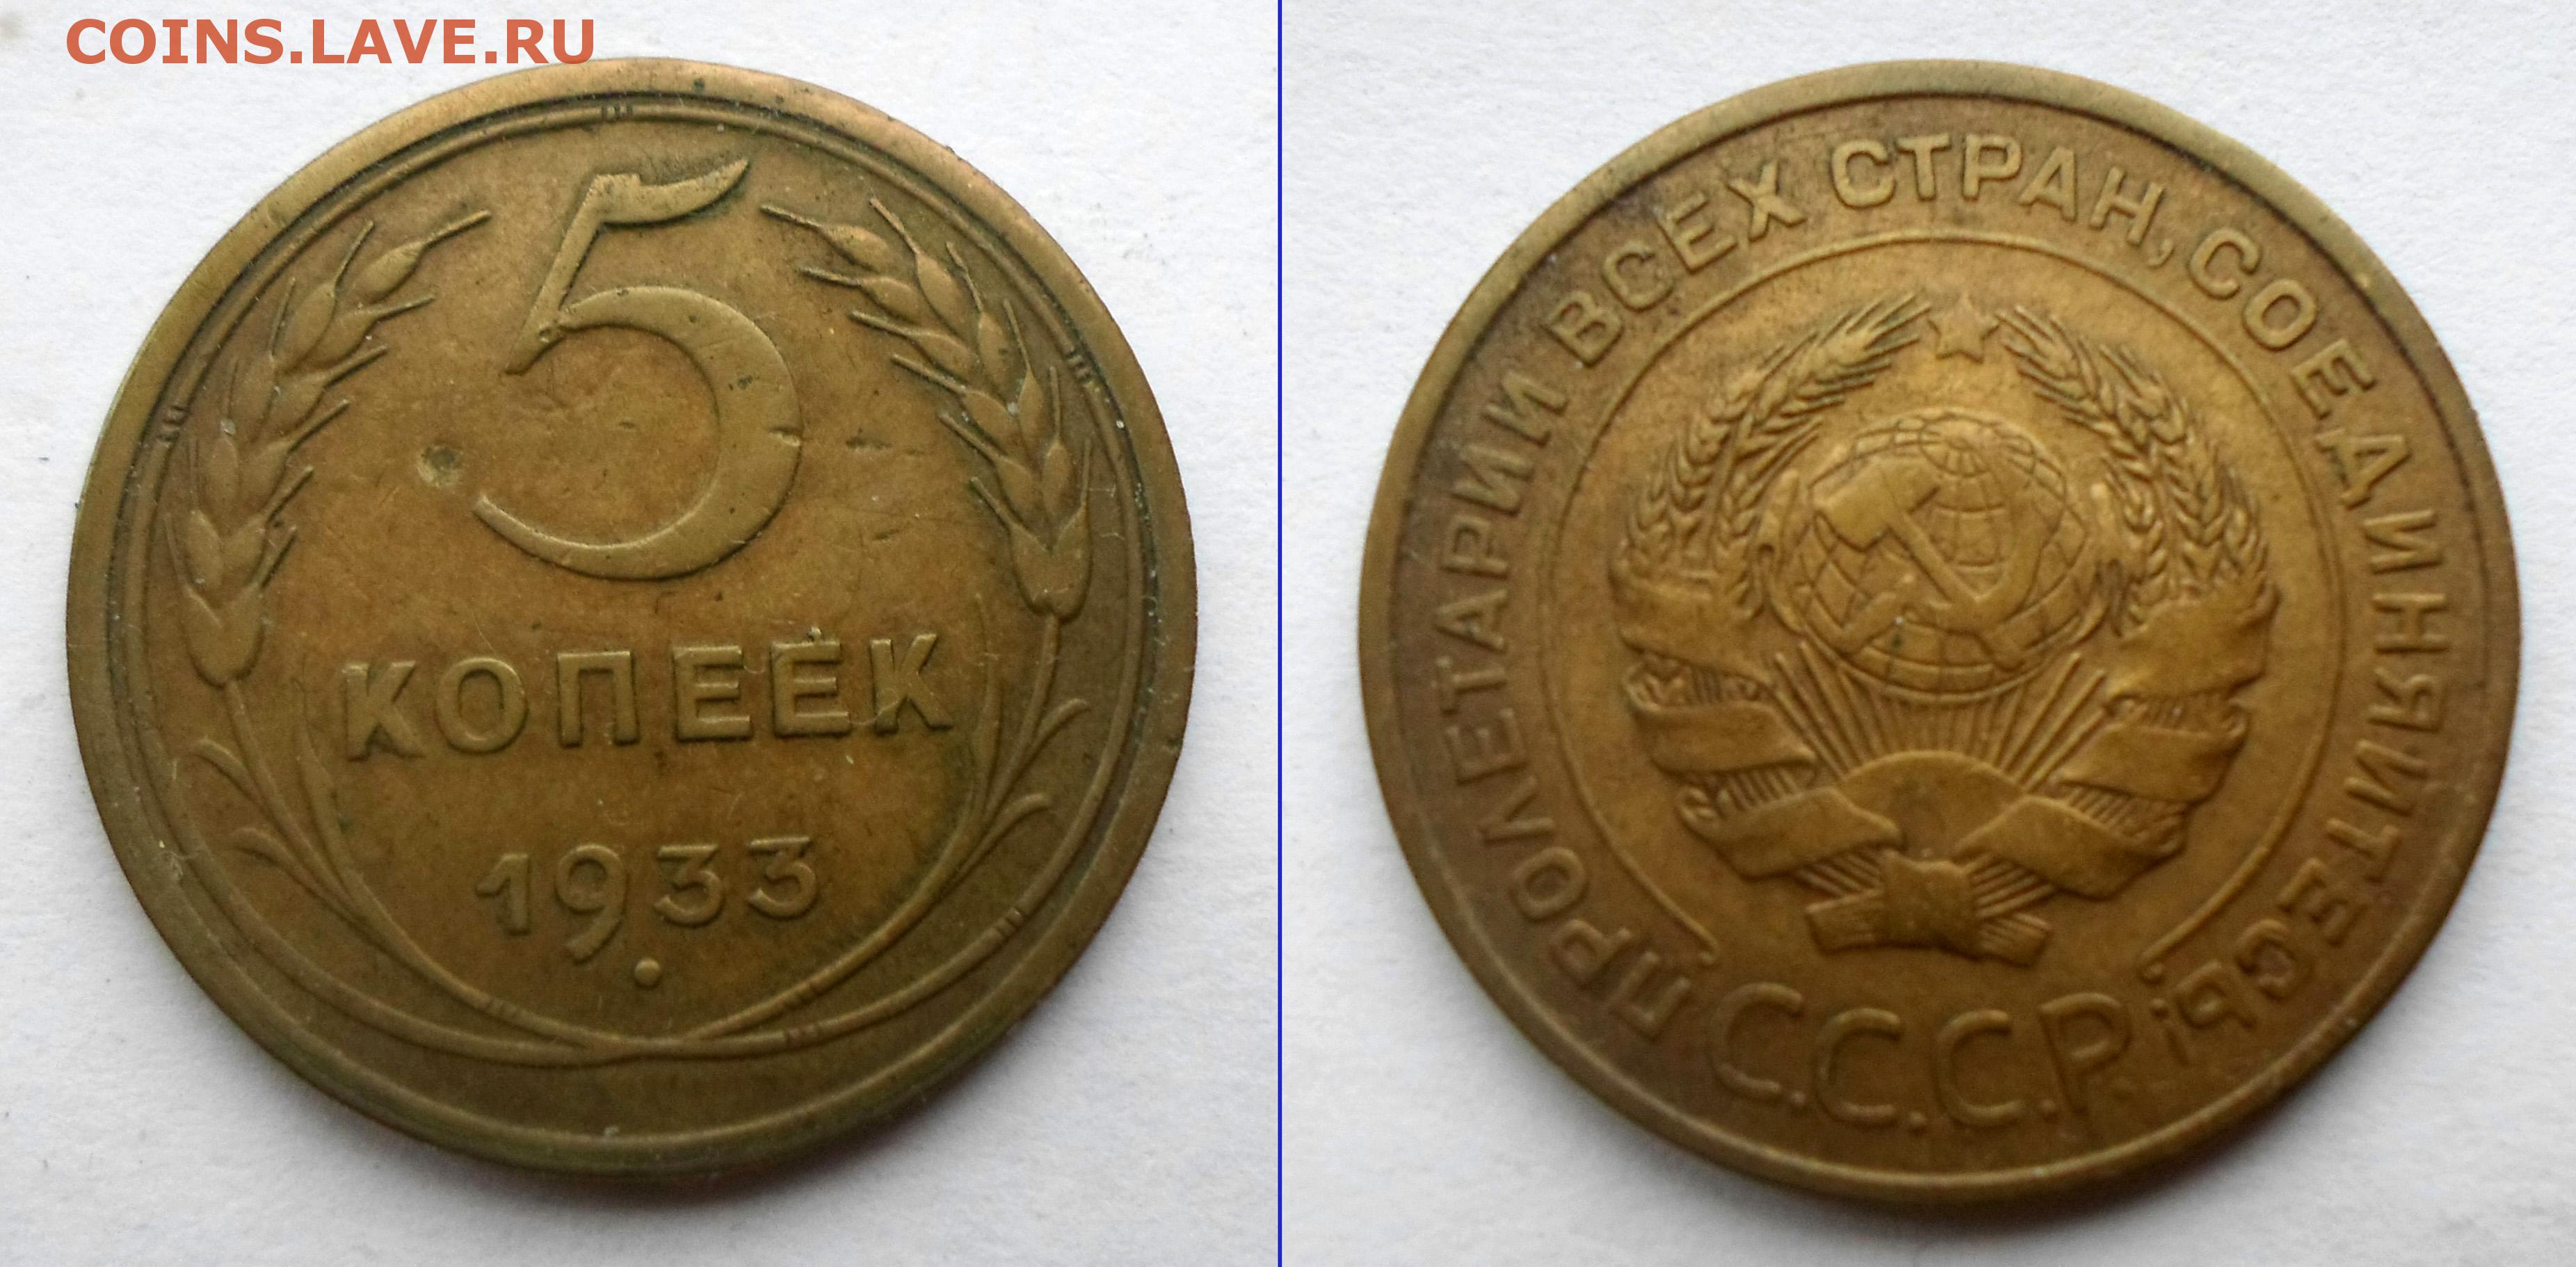 COINS.LAVE.RU
5
КОПЕЕК
1933
ПРОЛЕТАРИИ ВСЕХ СТРАН, СОЕДИНЯЙТЕСЬ!
С.С.С.Р.